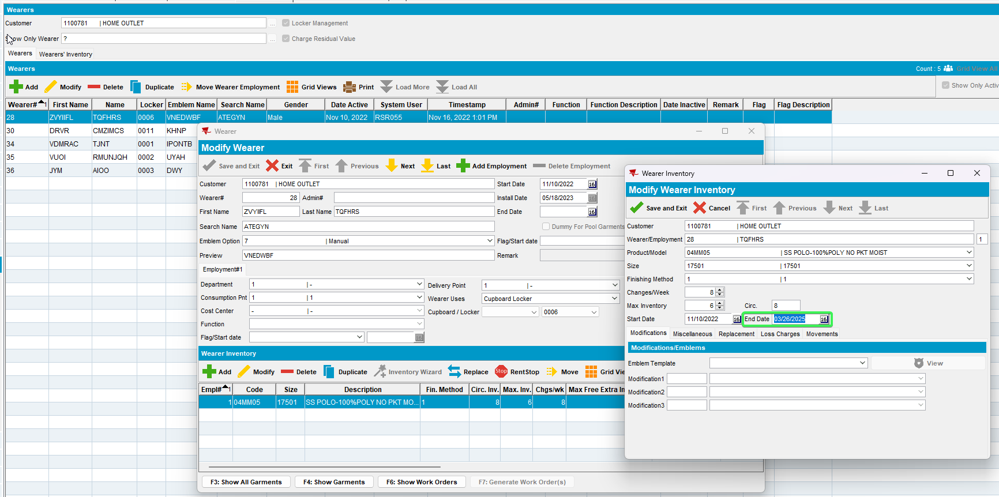 Wearers
Customer 1100781 | HOME OUTLET ... Locker Management
Show Only Wearer ? ... Charge Residual Value
Wearers Wearers' Inventory
Wearers Count : 5 Grid View All
Add Modify Delete Duplicate Move Wearer Employment Grid Views Print Load More Load All Show Only Activ
Wearer# 1 First Name Name Locker Emblem Name Search Name Gender Date Active System User Timestamp Admin# Function Function Description Date Inactive Remark Flag Flag Description
28 ZVYIIFL TQFHRS 0006 VNEDWBF ATEGYN Male Nov 10, 2022 RSR055 Nov 16, 2022 1:01 PM
30 DRVR CMZIMCS 0011 KHNP
34 VDMRAC TJNT 0001 IPONTB
35 VUOI RMUNJQH 0002 UYAH
36 JYM AIOO 0003 DWY
Wearer
Modify Wearer
Save and Exit Exit First Previous Next Last Add Employment Delete Employment
Customer 1100781 | HOME OUTLET Start Date 11/10/2022 16
Wearer# 28 Admin# Install Date 05/18/2023 16
First Name ZVYIIFL Last Name TQFHRS End Date 16
Search Name ATEGYN Dummy For Pool Garments
Emblem Option 7 | Manual Flag/Start date
Preview VNEDWBF Remark
Employment#1
Department 1 | - Delivery Point 1 | -
Consumption Pnt 1 | 1 Wearer Uses Cupboard Locker
Cost Center - | - Cupboard / Locker 0006
Function
Flag/Start date 16
Wearer Inventory
Add Modify Delete Duplicate Inventory Wizard Replace Stop RentStop Move Grid Vie
Empl# 1 Code Size Description Fin. Method Circ. Inv. Max. Inv. Chgs/wk Max Free Extra In
1 04MM05 17501 SS POLO-100%POLY NO PKT MO... 1 8 6 8
F3: Show All Garments F4: Show Garments F6: Show Work Orders F7: Generate Work Order(s)
Wearer Inventory
Modify Wearer Inventory
Save and Exit Cancel First Previous Next Last
Customer 1100781 | HOME OUTLET
Wearer/Employment 28 | TQFHRS 1
Product/Model 04MM05 | SS POLO-100%POLY NO PKT MOIST
Size 17501 | 17501
Finishing Method 1 | 1
Changes/Week 8
Max Inventory 6 Circ. 8
Start Date 11/10/2022 16 End Date 03/26/2025 16
Modifications Miscellaneous Replacement Loss Charges Movements
Modifications/Emblems
Emblem Template View
Modification1
Modification2
Modification3